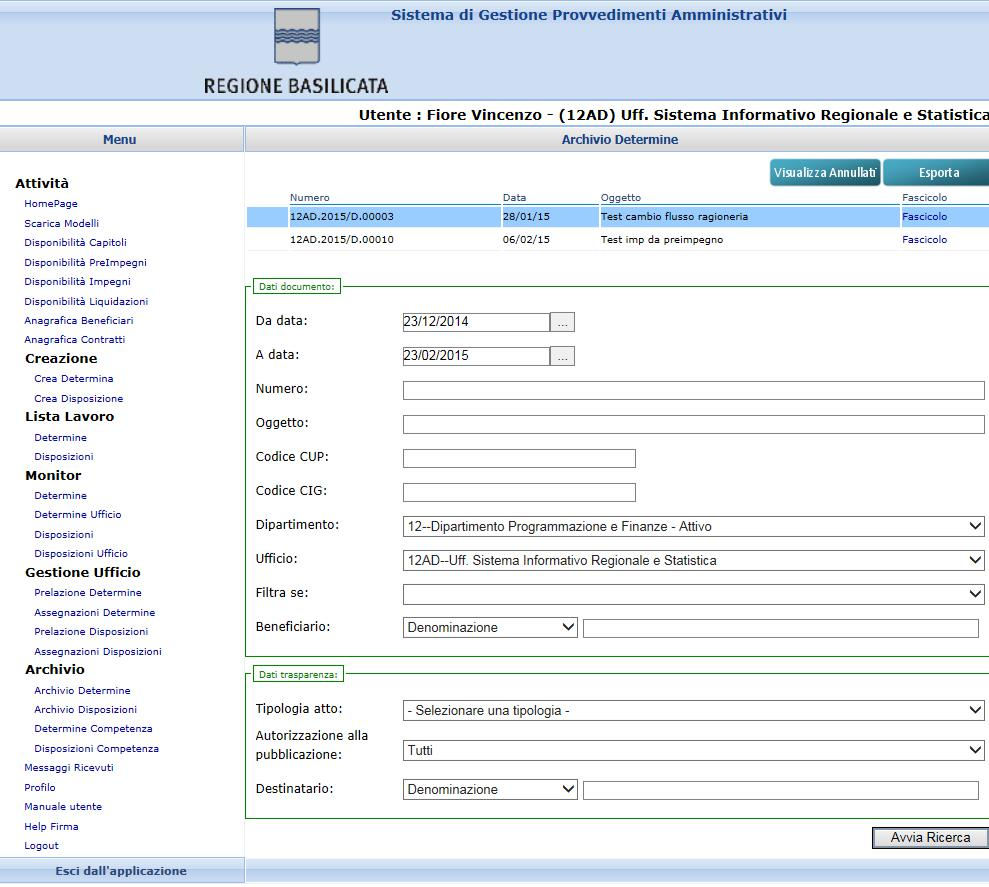 Sistema di Gestione Provvedimenti Amministrativi
REGIONE BASILICATA
Utente : Fiore Vincenzo - (12AD) Uff. Sistema Informativo Regionale e Statistica
Menu
Attività
HomePage
Scarica Modelli
Disponibilità Capitoli
Disponibilità PreImpegni
Disponibilità Impegni
Disponibilità Liquidazioni
Anagrafica Beneficiari
Anagrafica Contratti
Creazione
Crea Determina
Crea Disposizione
Lista Lavoro
Determine
Disposizioni
Monitor
Determine
Determine Ufficio
Disposizioni
Disposizioni Ufficio
Gestione Ufficio
Prelazione Determine
Assegnazioni Determine
Prelazione Disposizioni
Assegnazioni Disposizioni
Archivio
Archivio Determine
Archivio Disposizioni
Determine Competenza
Disposizioni Competenza
Messaggi Ricevuti
Profilo
Manuale utente
Help Firma
Logout
Esci dall'applicazione
Archivio Determine
Visualizza Annullati Esporta
Numero Data Oggetto Fascicolo
12AD.2015/D.00003 28/01/15 Test cambio flusso ragioneria Fascicolo
12AD.2015/D.00010 06/02/15 Test imp da preimpegno Fascicolo
Dati documento:
Da data: 23/12/2014 ...
A data: 23/02/2015 ...
Numero:
Oggetto:
Codice CUP:
Codice CIG:
Dipartimento: 12--Dipartimento Programmazione e Finanze - Attivo
Ufficio: 12AD--Uff. Sistema Informativo Regionale e Statistica
Filtra se:
Beneficiario: Denominazione
Dati trasparenza:
Tipologia atto: - Selezionare una tipologia -
Autorizzazione alla
pubblicazione: Tutti
Destinatario: Denominazione
Avvia Ricerca